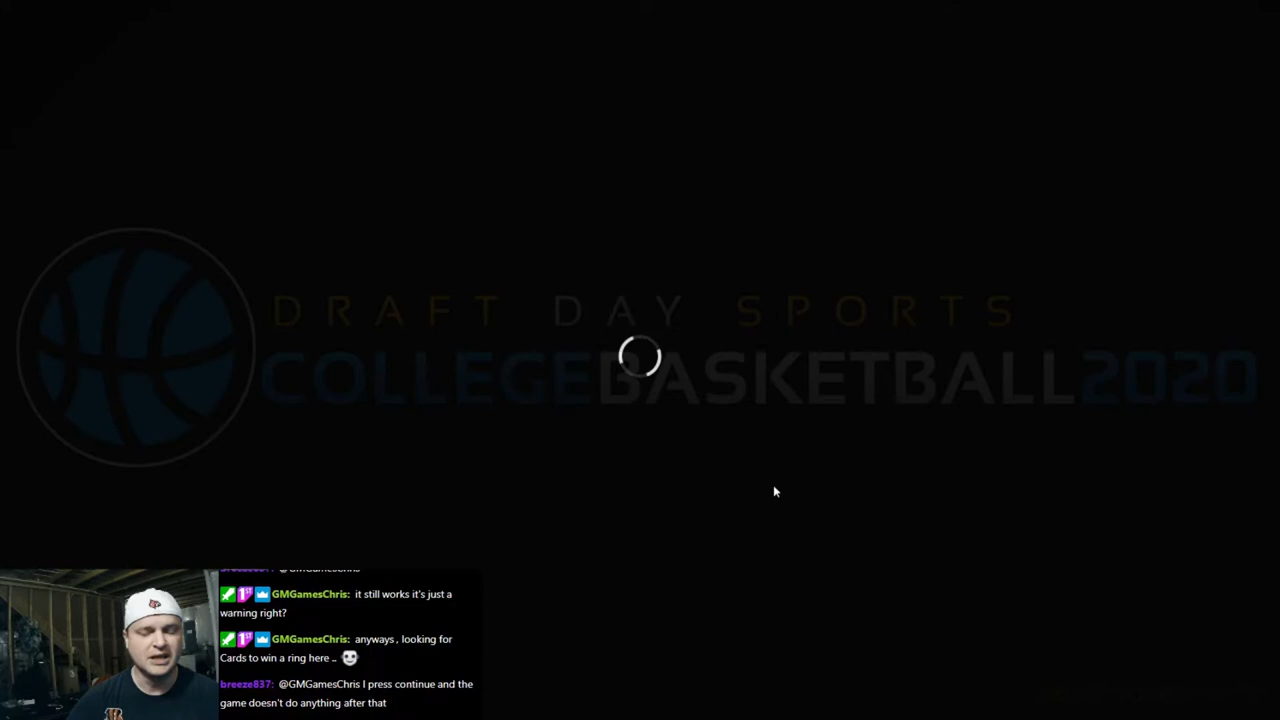 DRAFT DAY SPORTS
COLLEGEBASKETBALL2020
GMGamesChris: it still works it's just a
warning right?
GMGamesChris: anyways , looking for
Cards to win a ring here ..
breeze837: @GMGamesChris I press continue and the
game doesn't do anything after that